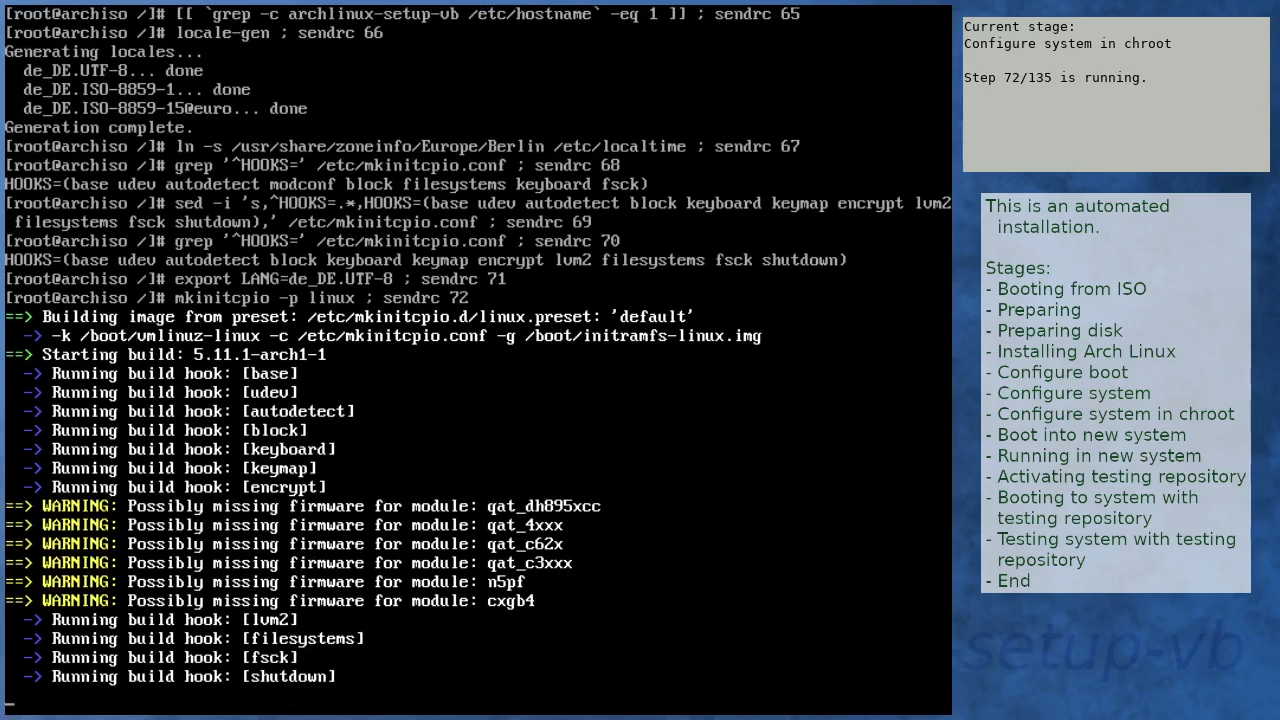 [root@archiso /]# [[ `grep -c archlinux-setup-vb /etc/hostname` -eq 1 ]] ; sendrc 65
[root@archiso /]# locale-gen ; sendrc 66
Generating locales...
  de_DE.UTF-8... done
  de_DE.ISO-8859-1... done
  de_DE.ISO-8859-15@euro... done
Generation complete.
[root@archiso /]# ln -s /usr/share/zoneinfo/Europe/Berlin /etc/localtime ; sendrc 67
[root@archiso /]# grep '^HOOKS=' /etc/mkinitcpio.conf ; sendrc 68
HOOKS=(base udev autodetect modconf block filesystems keyboard fsck)
[root@archiso /]# sed -i 's,^HOOKS=.*,HOOKS=(base udev autodetect block keyboard keymap encrypt lvm2
 filesystems fsck shutdown),' /etc/mkinitcpio.conf ; sendrc 69
[root@archiso /]# grep '^HOOKS=' /etc/mkinitcpio.conf ; sendrc 70
HOOKS=(base udev autodetect block keyboard keymap encrypt lvm2 filesystems fsck shutdown)
[root@archiso /]# export LANG=de_DE.UTF-8 ; sendrc 71
[root@archiso /]# mkinitcpio -p linux ; sendrc 72
==> Building image from preset: /etc/mkinitcpio.d/linux.preset: 'default'
  -> -k /boot/vmlinuz-linux -c /etc/mkinitcpio.conf -g /boot/initramfs-linux.img
==> Starting build: 5.11.1-arch1-1
  -> Running build hook: [base]
  -> Running build hook: [udev]
  -> Running build hook: [autodetect]
  -> Running build hook: [block]
  -> Running build hook: [keyboard]
  -> Running build hook: [keymap]
  -> Running build hook: [encrypt]
==> WARNING: Possibly missing firmware for module: qat_dh895xcc
==> WARNING: Possibly missing firmware for module: qat_4xxx
==> WARNING: Possibly missing firmware for module: qat_c62x
==> WARNING: Possibly missing firmware for module: qat_c3xxx
==> WARNING: Possibly missing firmware for module: n5pf
==> WARNING: Possibly missing firmware for module: cxgb4
  -> Running build hook: [lvm2]
  -> Running build hook: [filesystems]
  -> Running build hook: [fsck]
  -> Running build hook: [shutdown]
_
Current stage:
Configure system in chroot
Step 72/135 is running.
This is an automated
installation.
Stages:
- Booting from ISO
- Preparing
- Preparing disk
- Installing Arch Linux
- Configure boot
- Configure system
- Configure system in chroot
- Boot into new system
- Running in new system
- Activating testing repository
- Booting to system with
testing repository
- Testing system with testing
repository
- End
setup-vb